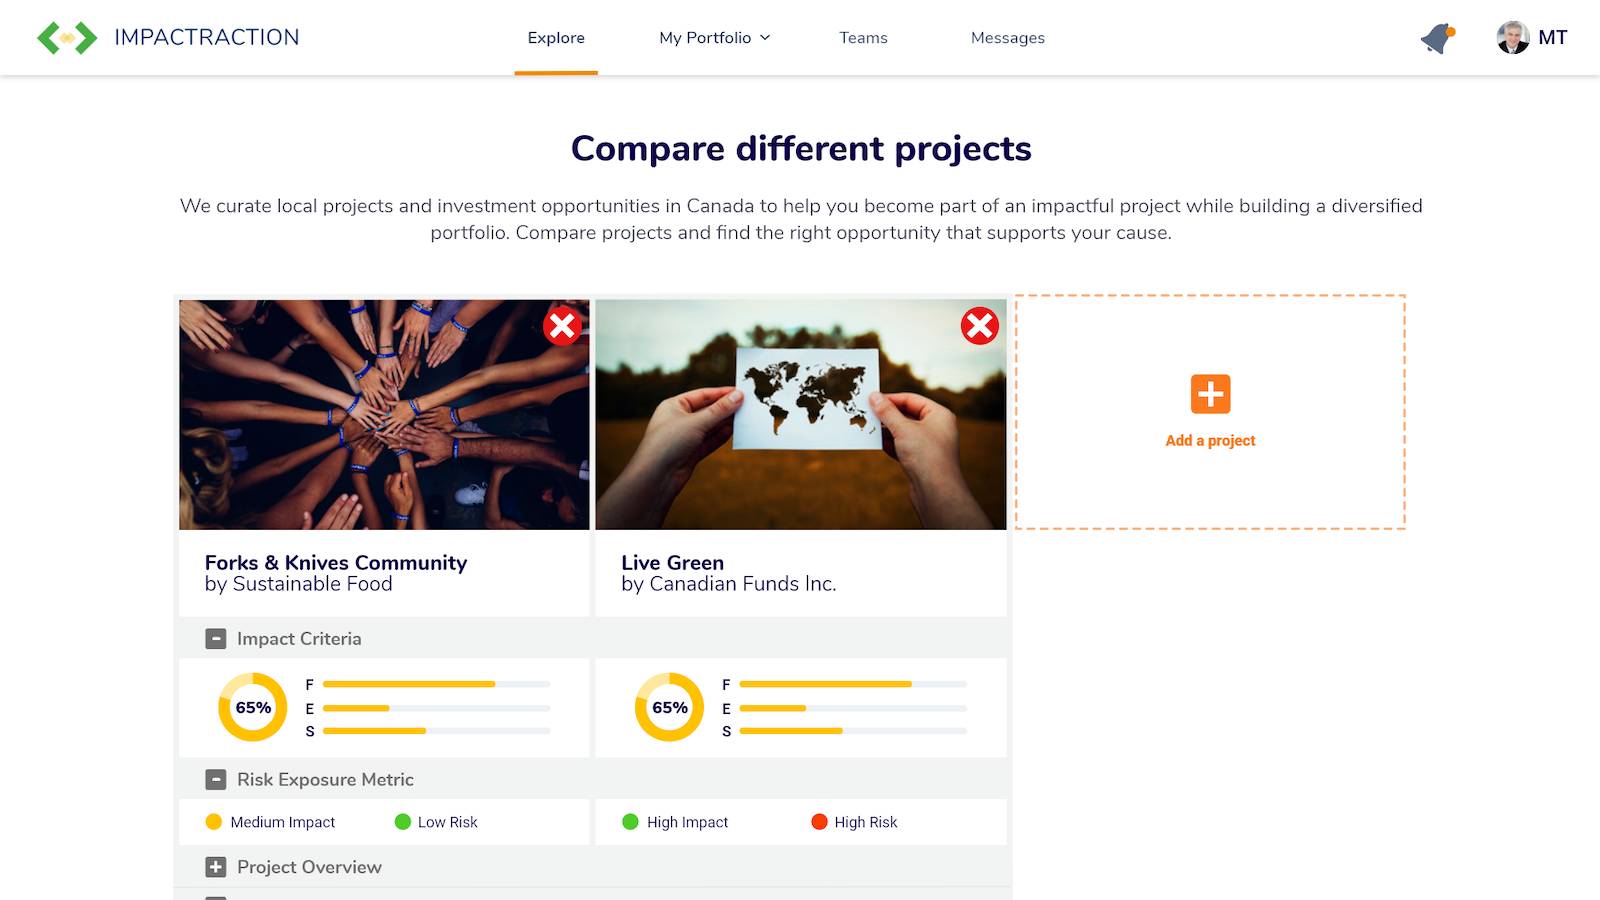 IMPACTRACTION
Explore
My Portfolio
Teams
Messages
MT
Compare different projects
We curate local projects and investment opportunities in Canada to help you become part of an impactful project while building a diversified
portfolio. Compare projects and find the right opportunity that supports your cause.
Add a project
Forks & Knives Community
by Sustainable Food
Live Green
by Canadian Funds Inc.
Impact Criteria
65%
F
E
S
65%
F
E
S
Risk Exposure Metric
Medium Impact
Low Risk
High Impact
High Risk
Project Overview